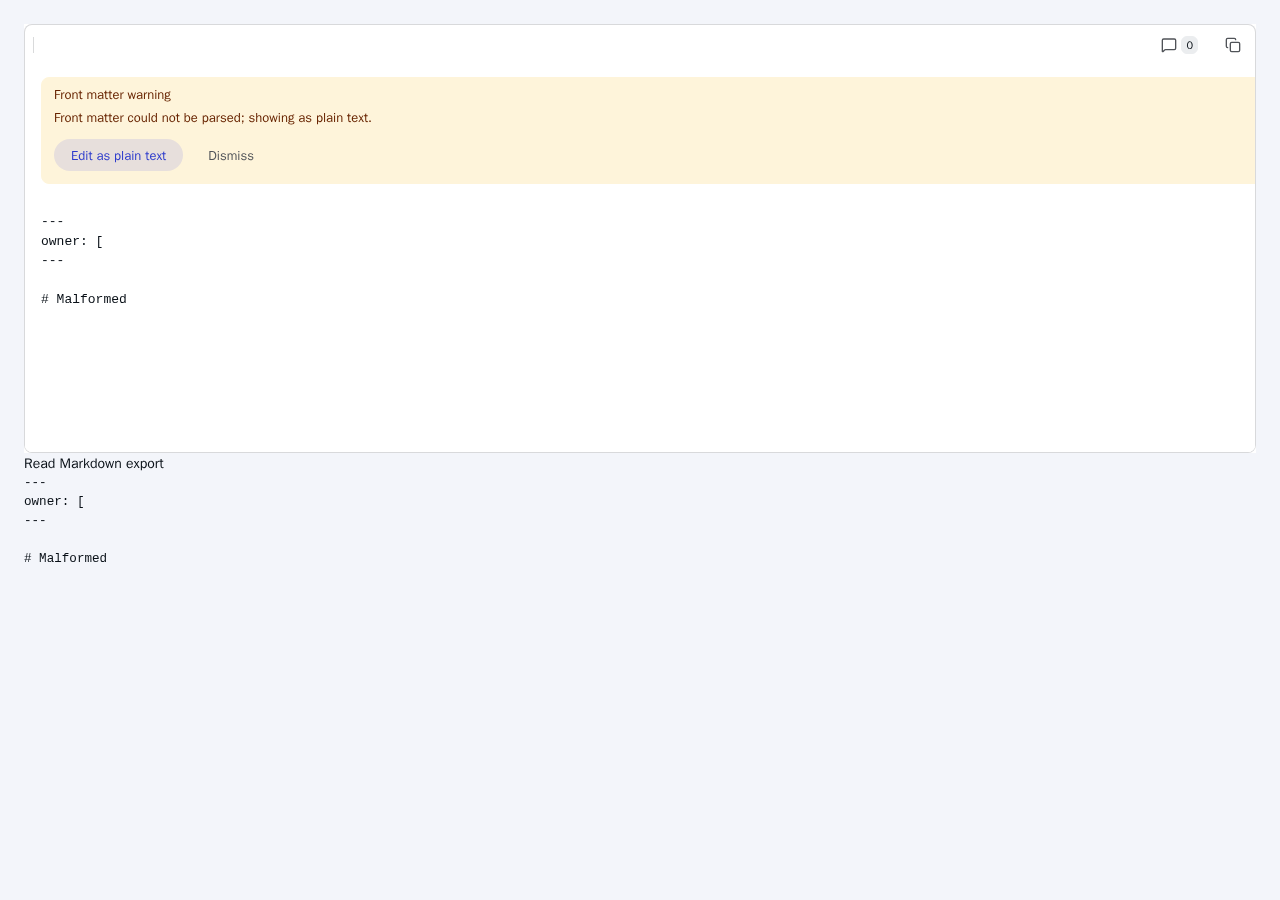 0
Front matter warning
Front matter could not be parsed; showing as plain text.
Edit as plain text Dismiss
---
owner: [
---
# Malformed
Read Markdown export
---
owner: [
---
# Malformed